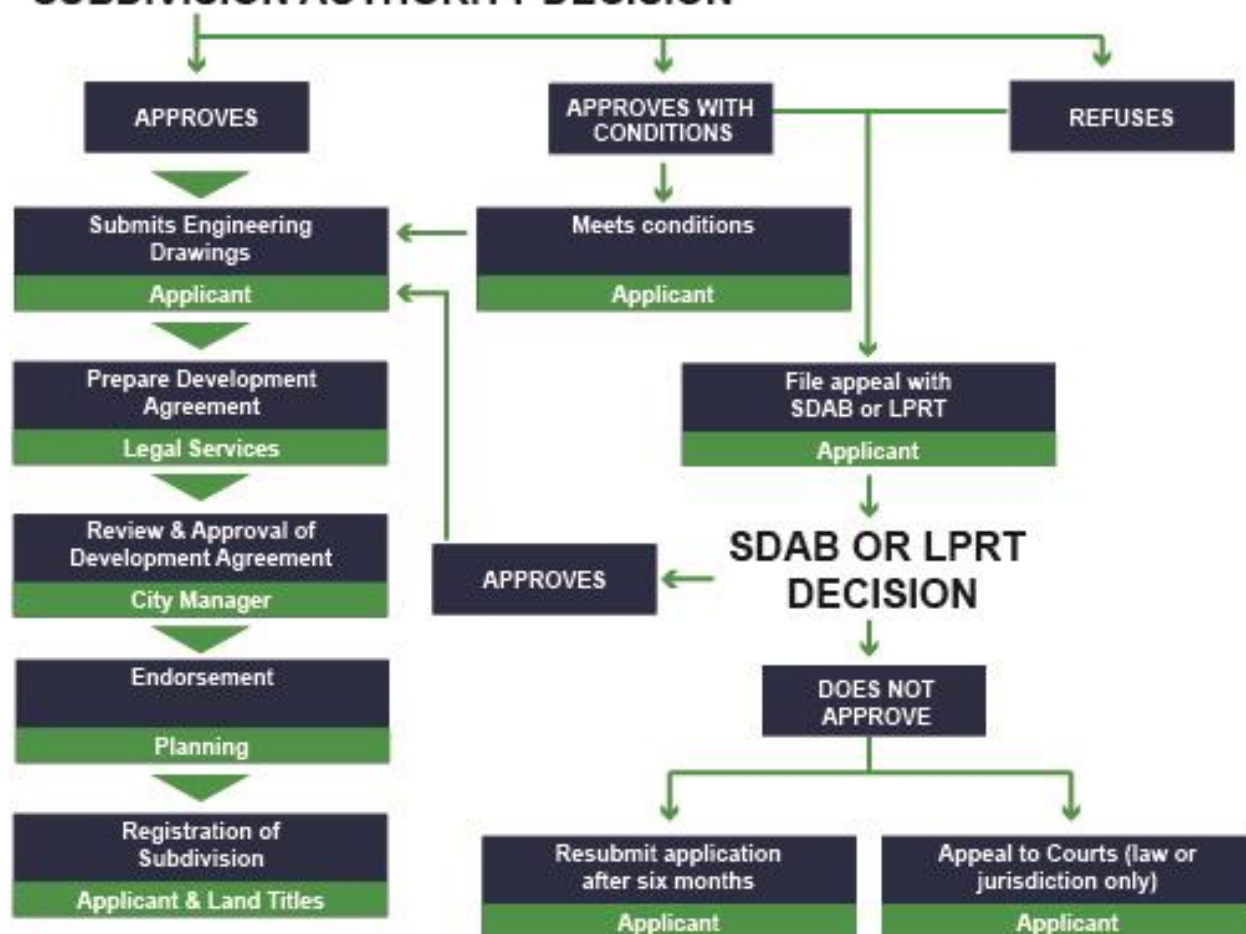 SUBDIVISION AUTHORITY DECISION
APPROVES
APPROVES WITH
CONDITIONS
REFUSES
Submits Engineering
Drawings
Applicant
Meets conditions
Applicant
Prepare Development
Agreement
Legal Services
File appeal with
SDAB or LPRT
Applicant
Review & Approval of
Development Agreement
City Manager
APPROVES
SDAB OR LPRT
DECISION
Endorsement
Planning
DOES NOT
APPROVE
Registration of
Subdivision
Applicant & Land Titles
Resubmit application
after six months
Applicant
Appeal to Courts (law or
jurisdiction only)
Applicant